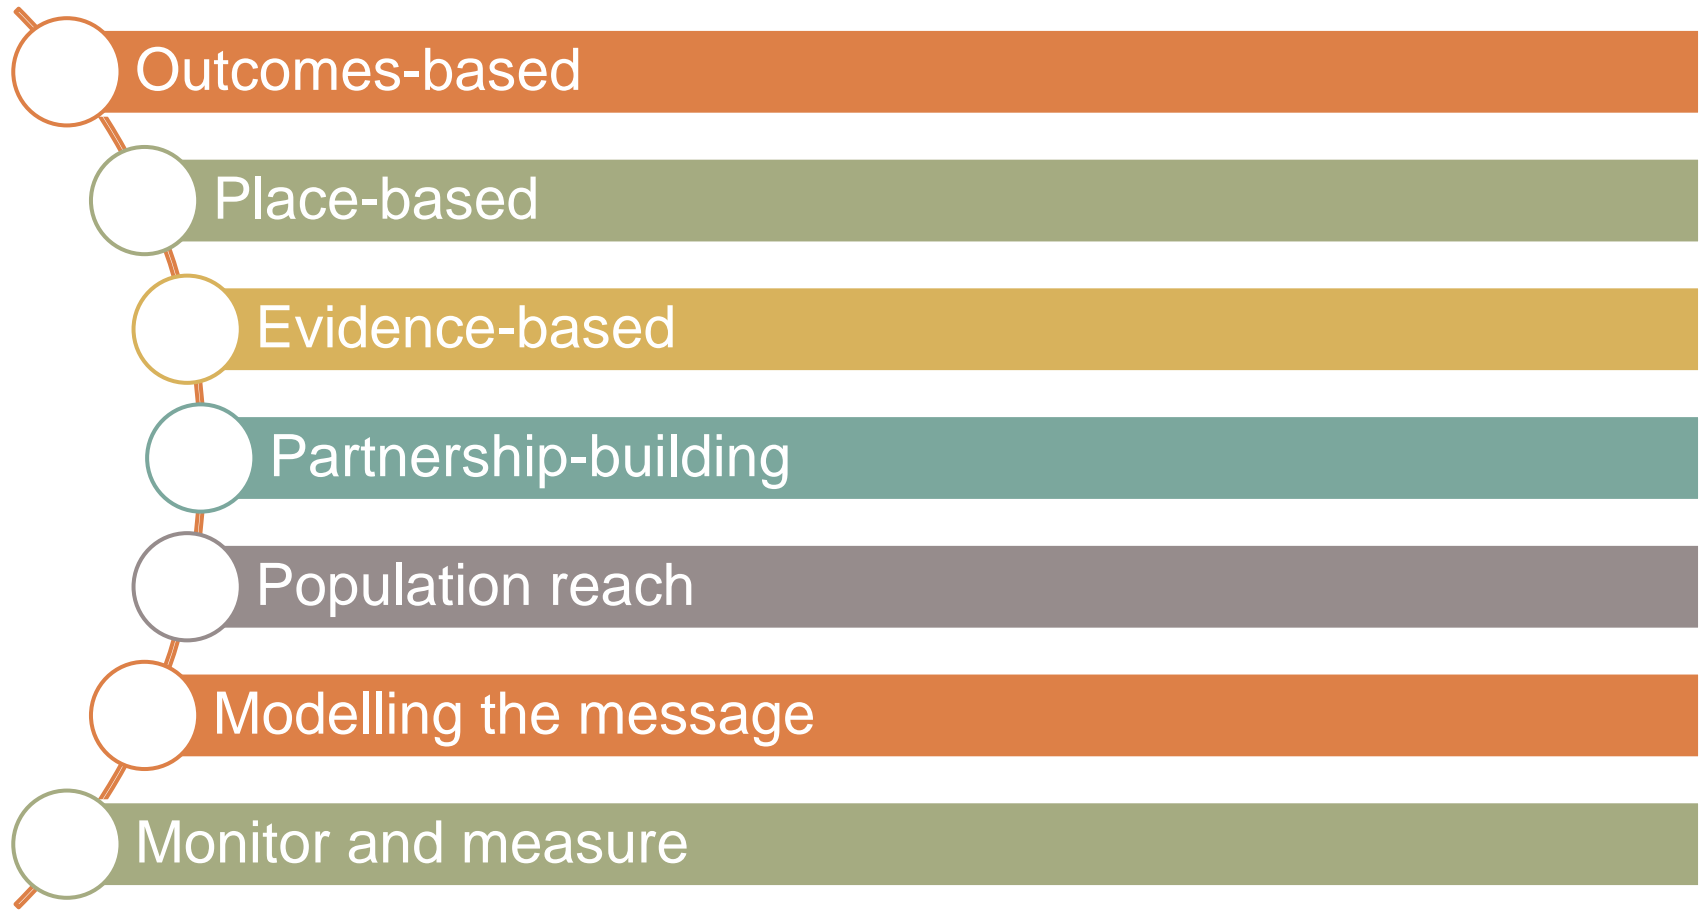 Outcomes-based
Place-based
Evidence-based
Partnership-building
Population reach
Modelling the message
Monitor and measure